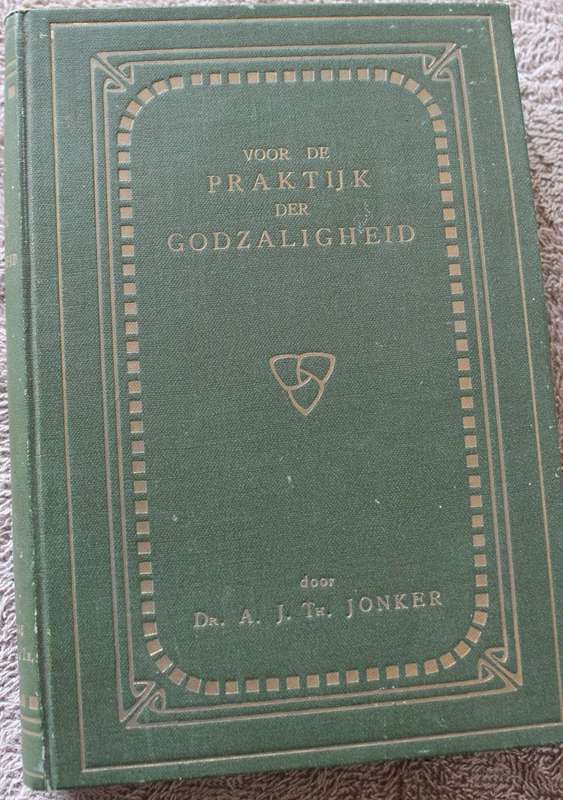 VOOR DE
PRAKTIJK
DER
GODZALIGHEID
door
DR. A. J. TH. JONKER